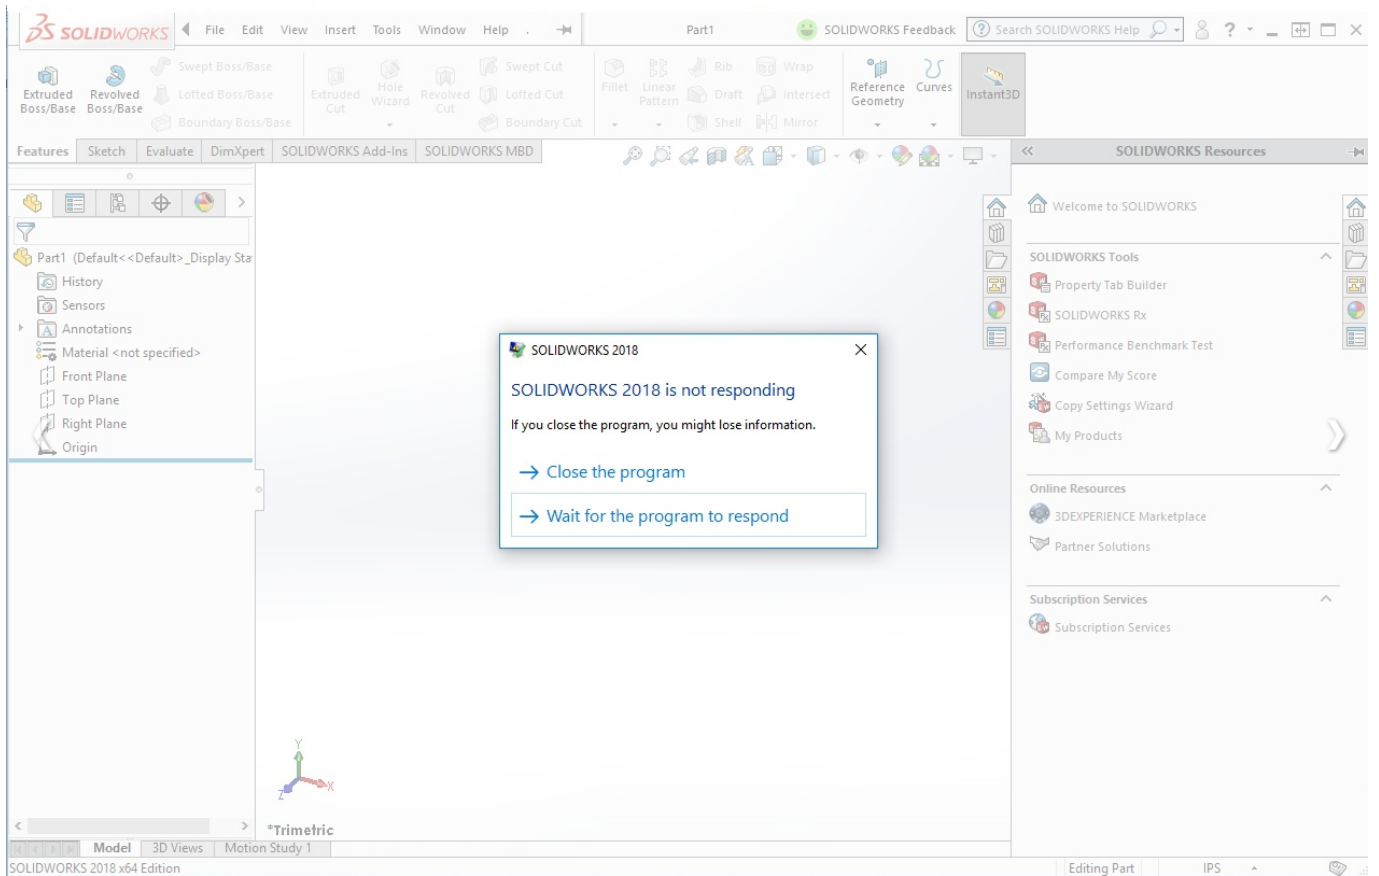 SOLIDWORKS
File Edit View Insert Tools Window Help .
Part1
SOLIDWORKS Feedback
Search SOLIDWORKS Help
?
Extruded Boss/Base
Revolved Boss/Base
Swept Boss/Base
Lofted Boss/Base
Boundary Boss/Base
Extruded Cut
Hole Wizard
Revolved Cut
Swept Cut
Lofted Cut
Boundary Cut
Fillet
Linear Pattern
Rib
Draft
Shell
Wrap
Intersect
Mirror
Reference Geometry
Curves
Instant3D
Features Sketch Evaluate DimXpert SOLIDWORKS Add-Ins SOLIDWORKS MBD
Part1 (Default<<Default>_Display Sta
History
Sensors
Annotations
Material <not specified>
Front Plane
Top Plane
Right Plane
Origin
SOLIDWORKS 2018
SOLIDWORKS 2018 is not responding
If you close the program, you might lose information.
Close the program
Wait for the program to respond
SOLIDWORKS Resources
Welcome to SOLIDWORKS
SOLIDWORKS Tools
Property Tab Builder
SOLIDWORKS Rx
Performance Benchmark Test
Compare My Score
Copy Settings Wizard
My Products
Online Resources
3DEXPERIENCE Marketplace
Partner Solutions
Subscription Services
Subscription Services
Y
X
Z
*Trimetric
Model 3D Views Motion Study 1
SOLIDWORKS 2018 x64 Edition
Editing Part IPS